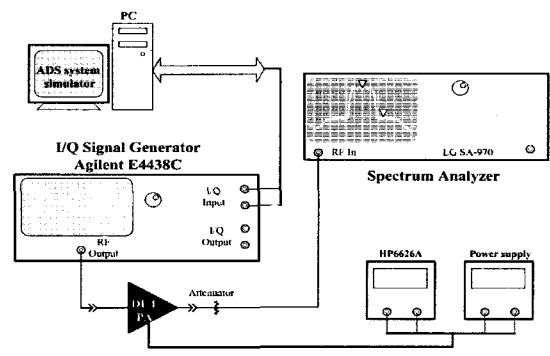 PC
ADS system
simulator
I/Q Signal Generator
Agilent E4438C
I/Q
Input
I/Q
Output
RF
Output
RF In
LG SA-970
Spectrum Analyzer
Attenuator
PA
HP6626A
Power supply